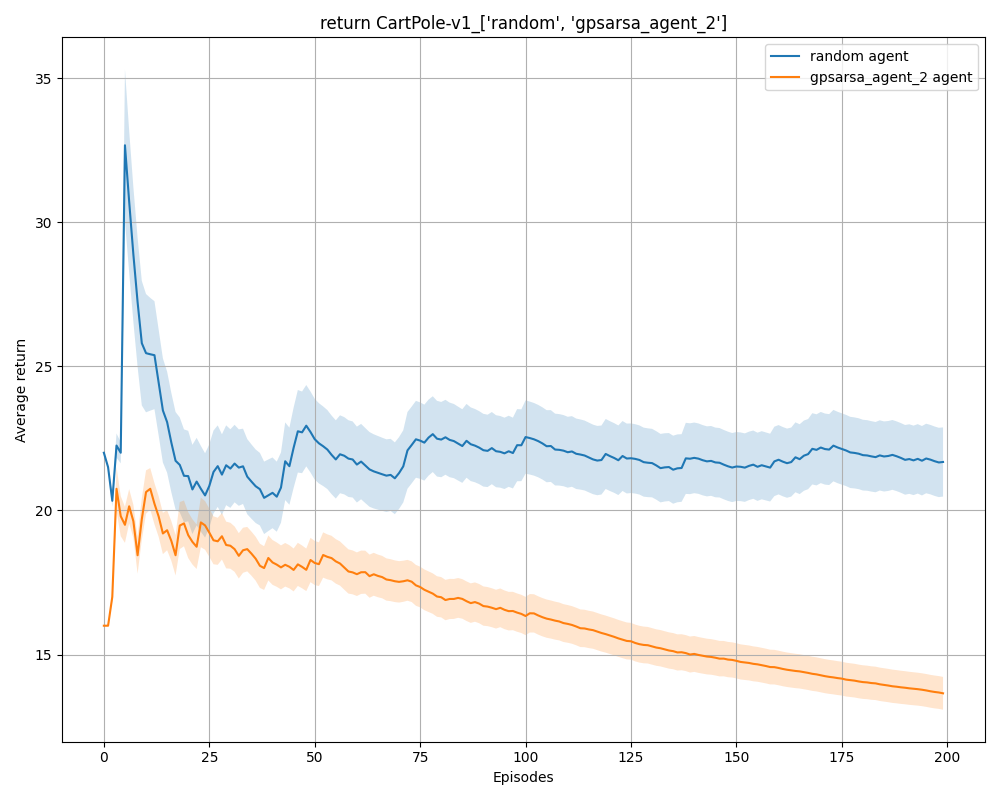 return CartPole-v1_['random', 'gpsarsa_agent_2']
random agent
gpsarsa_agent_2 agent
Average return
35
30
25
20
15
0 25 50 75 100 125 150 175 200
Episodes